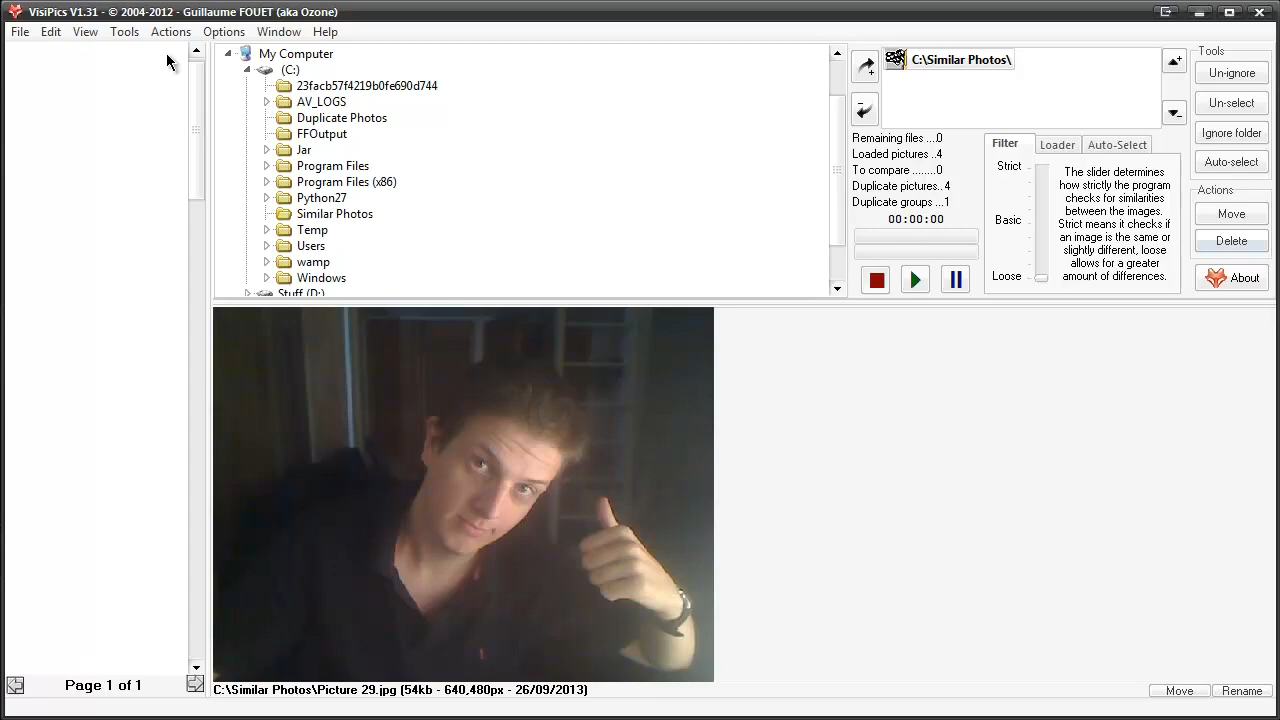 VisiPics V1.31 - © 2004-2012 - Guillaume FOUET (aka Ozone)
File Edit View Tools Actions Options Window Help
My Computer
(C:)
23facb57f4219b0fe690d744
AV_LOGS
Duplicate Photos
FFOutput
Jar
Program Files
Program Files (x86)
Python27
Similar Photos
Temp
Users
wamp
Windows
Stuff (D:)
C:\Similar Photos\
Remaining files ...0
Loaded pictures ..4
To compare ........0
Duplicate pictures..4
Duplicate groups ...1
00:00:00
Filter Loader Auto-Select
Strict
Basic
Loose
The slider determines
how strictly the program
checks for similarities
between the images.
Strict means it checks if
an image is the same or
slightly different, loose
allows for a greater
amount of differences.
Tools
Un-ignore
Un-select
Ignore folder
Auto-select
Actions
Move
Delete
About
Page 1 of 1
C:\Similar Photos\Picture 29.jpg (54kb - 640,480px - 26/09/2013)
Move Rename